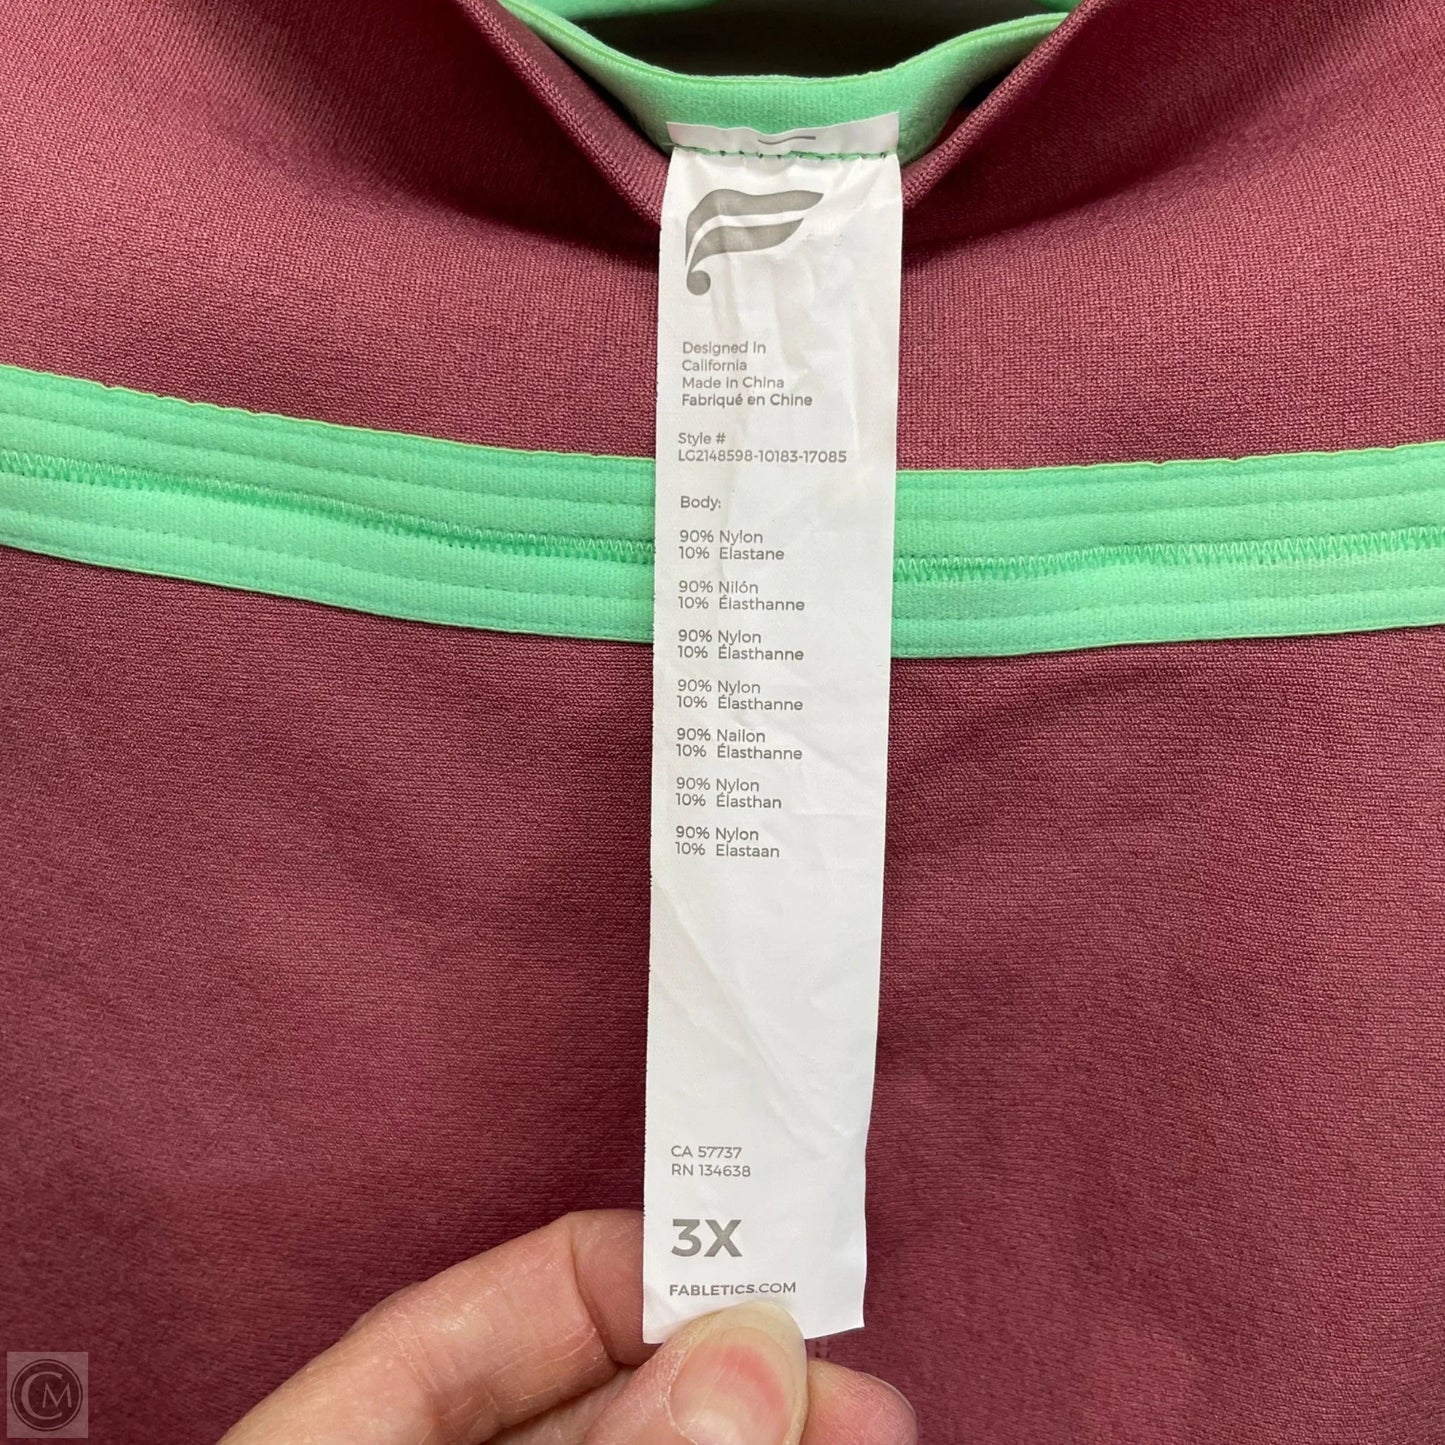 Designed In
California
Made in China
Fabriqué en Chine
Style #
LG2148598-10183-17085
Body:
90% Nylon
10% Elastane
90% Nilón
10% Élasthanne
90% Nylon
10% Élasthanne
90% Nylon
10% Élasthanne
90% Nailon
10% Élasthanne
90% Nylon
10% Élasthan
90% Nylon
10% Elastaan
CA 57737
RN 134638
3X
FABLETICS.COM
CM